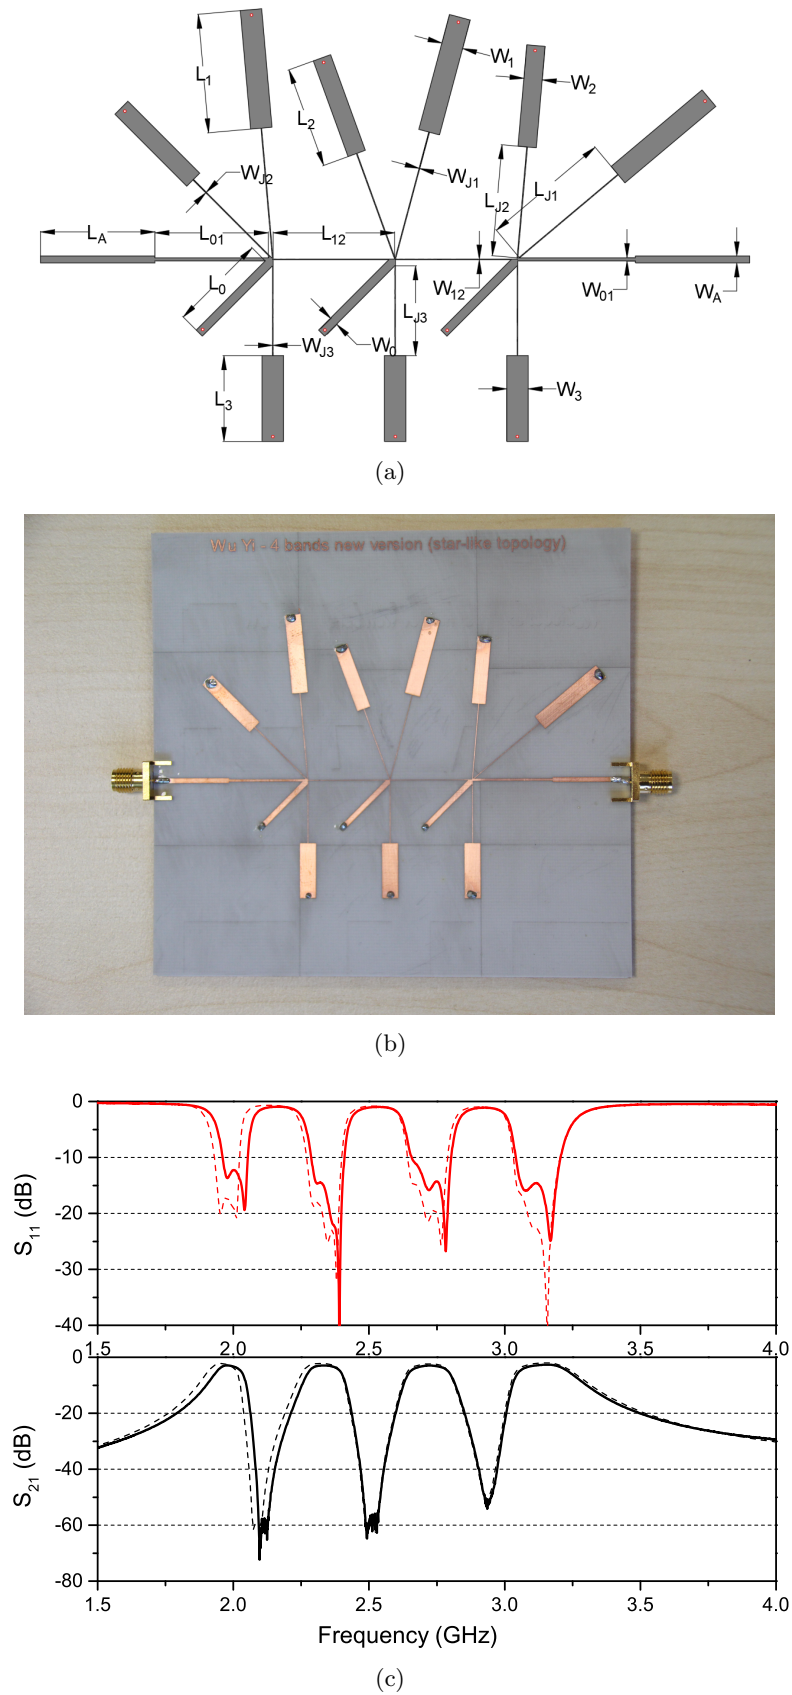 L1
W1
W2
L2
WJ2
WJ1
LJ2
LJ1
LA
L01
L12
L0
W12
LJ3
W01
WA
WJ3
W0
L3
W3
(a)
Wu Yi - 4 bands new version (star-like topology)
(b)
0
-10
-20
-30
-40
S11 (dB)
1.5 2.0 2.5 3.0 3.5 4.0
0
-20
-40
-60
-80
S21 (dB)
1.5 2.0 2.5 3.0 3.5 4.0
Frequency (GHz)
(c)